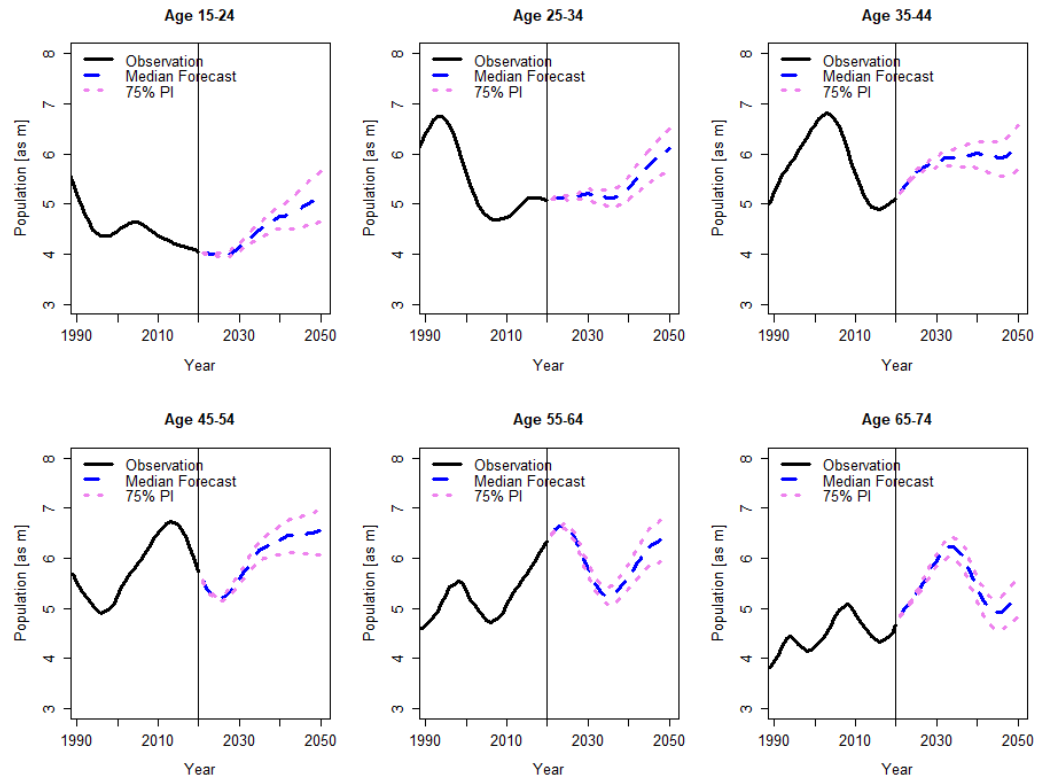 Age 15-24
Observation
Median Forecast
75% PI
Population [as m]
8
7
6
5
4
3
1990 2010 2030 2050
Year
Age 25-34
Observation
Median Forecast
75% PI
Population [as m]
8
7
6
5
4
3
1990 2010 2030 2050
Year
Age 35-44
Observation
Median Forecast
75% PI
Population [as m]
8
7
6
5
4
3
1990 2010 2030 2050
Year
Age 45-54
Observation
Median Forecast
75% PI
Population [as m]
8
7
6
5
4
3
1990 2010 2030 2050
Year
Age 55-64
Observation
Median Forecast
75% PI
Population [as m]
8
7
6
5
4
3
1990 2010 2030 2050
Year
Age 65-74
Observation
Median Forecast
75% PI
Population [as m]
8
7
6
5
4
3
1990 2010 2030 2050
Year